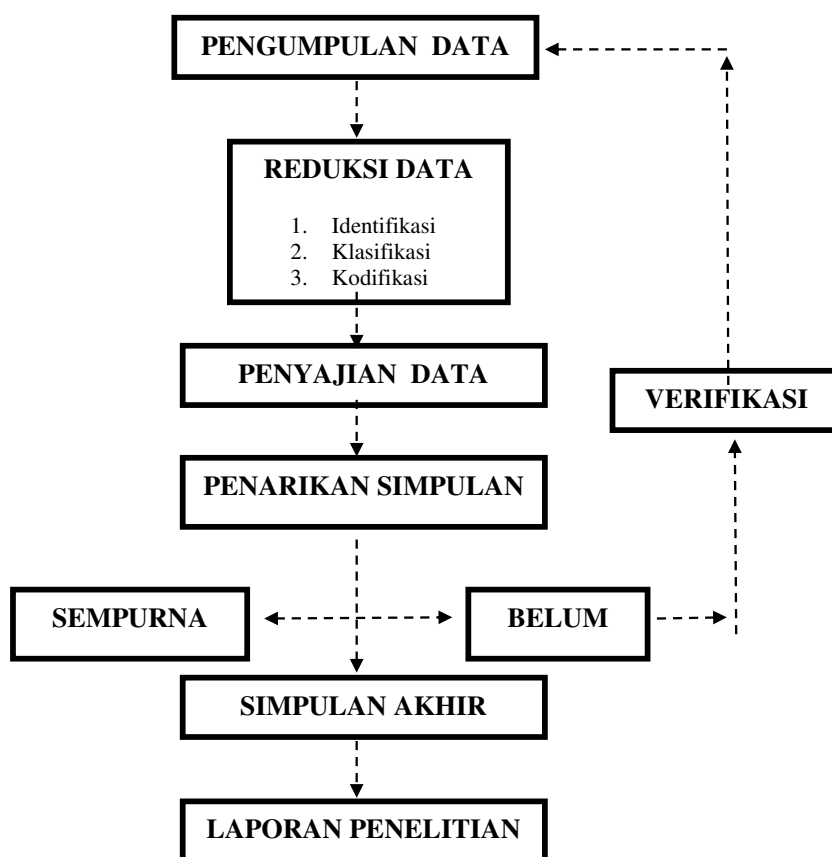 PENGUMPULAN DATA
REDUKSI DATA
1. Identifikasi
2. Klasifikasi
3. Kodifikasi
PENYAJIAN DATA
VERIFIKASI
PENARIKAN SIMPULAN
SEMPURNA
BELUM
SIMPULAN AKHIR
LAPORAN PENELITIAN